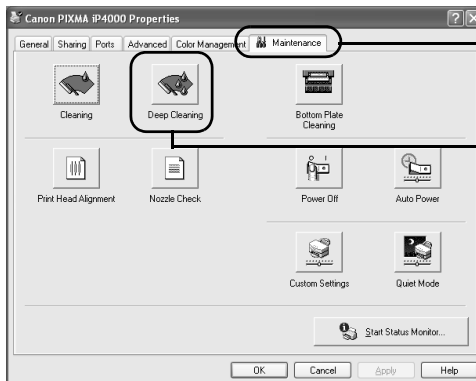 Canon PIXMA iP4000 Properties
General Sharing Ports Advanced Color Management Maintenance
Cleaning Deep Cleaning Bottom Plate Cleaning
Print Head Alignment Nozzle Check Power Off Auto Power
Custom Settings Quiet Mode
Start Status Monitor...
OK Cancel Apply Help